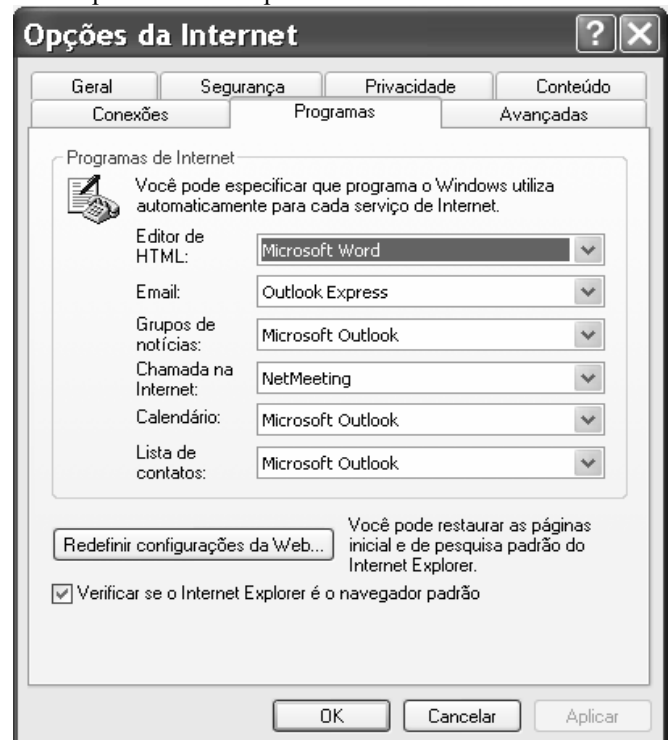 Opções da Internet
Geral Segurança Privacidade Conteúdo
Conexões Programas Avançadas
Programas de Internet
Você pode especificar que programa o Windows utiliza
automaticamente para cada serviço de Internet.
Editor de
HTML:
Microsoft Word
Email:
Outlook Express
Grupos de
notícias:
Microsoft Outlook
Chamada na
Internet:
NetMeeting
Calendário:
Microsoft Outlook
Lista de
contatos:
Microsoft Outlook
Redefinir configurações da Web...
Você pode restaurar as páginas
inicial e de pesquisa padrão do
Internet Explorer.
Verificar se o Internet Explorer é o navegador padrão
OK Cancelar Aplicar